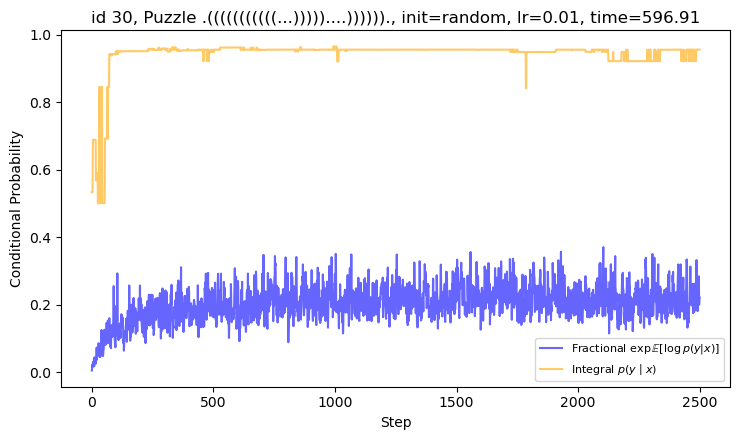 id 30, Puzzle .(((((((((((...)))))....))))))., init=random, lr=0.01, time=596.91
Conditional Probability
1.0
0.8
0.6
0.4
0.2
0.0
0
500
1000
1500
2000
2500
Step
Fractional exp𝔼[log p(y|x)]
Integral p(y | x)